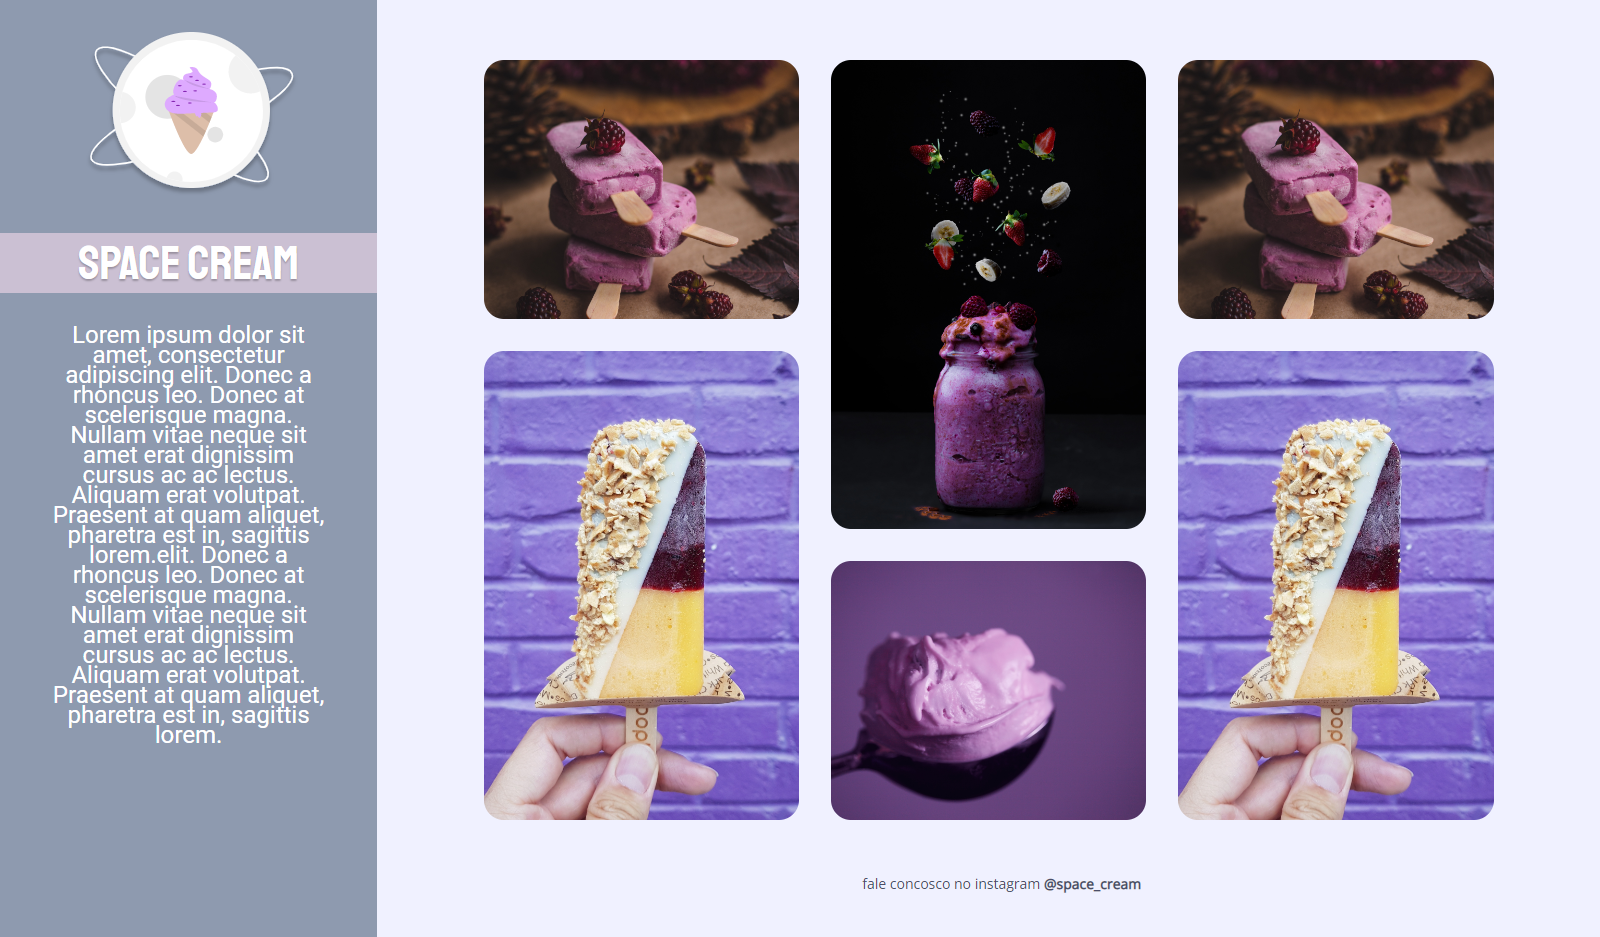 SPACE CREAM
Lorem ipsum dolor sit
amet, consectetur
adipiscing elit. Donec a
rhoncus leo. Donec at
scelerisque magna.
Nullam vitae neque sit
amet erat dignissim
cursus ac ac lectus.
Aliquam erat volutpat.
Praesent at quam aliquet,
pharetra est in, sagittis
lorem.elit. Donec a
rhoncus leo. Donec at
scelerisque magna.
Nullam vitae neque sit
amet erat dignissim
cursus ac ac lectus.
Aliquam erat volutpat.
Praesent at quam aliquet,
pharetra est in, sagittis
lorem.
fale concosco no instagram @space_cream